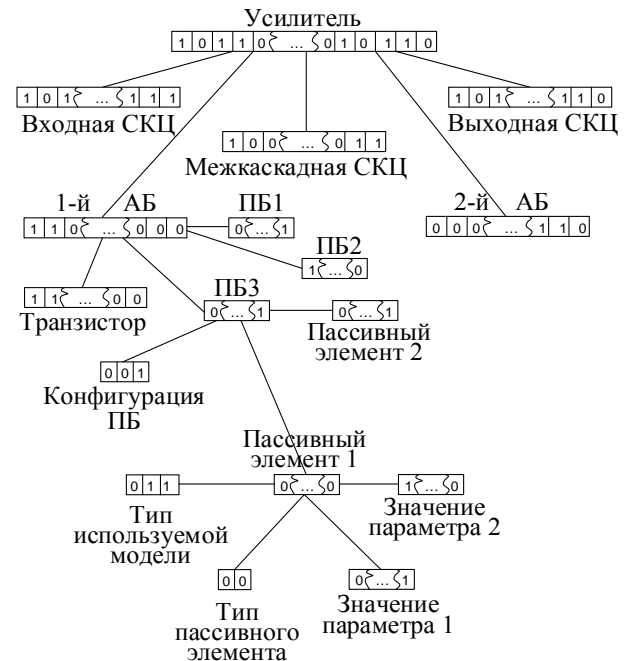 Усилитель
1 0 1 1 0 ... 0 1 0 1 1 0
1 0 1 ... 1 1 1
1 0 1 ... 1 1 0
Входная СКЦ
Выходная СКЦ
1 0 0 ... 0 1 1
Межкаскадная СКЦ
1-й АБ
ПБ1
2-й АБ
1 1 0 ... 0 0 0
0 ... 1
0 0 0 ... 1 1 0
ПБ2
1 ... 0
1 1 ... 0 0
ПБ3
Транзистор
0 ... 1
0 ... 1
Пассивный
элемент 2
0 0 1
Конфигурация
ПБ
Пассивный
элемент 1
0 1 1
0 ... 0
1 ... 0
Тип
используемой
модели
Значение
параметра 2
0 0
0 ... 1
Тип
пассивного
элемента
Значение
параметра 1